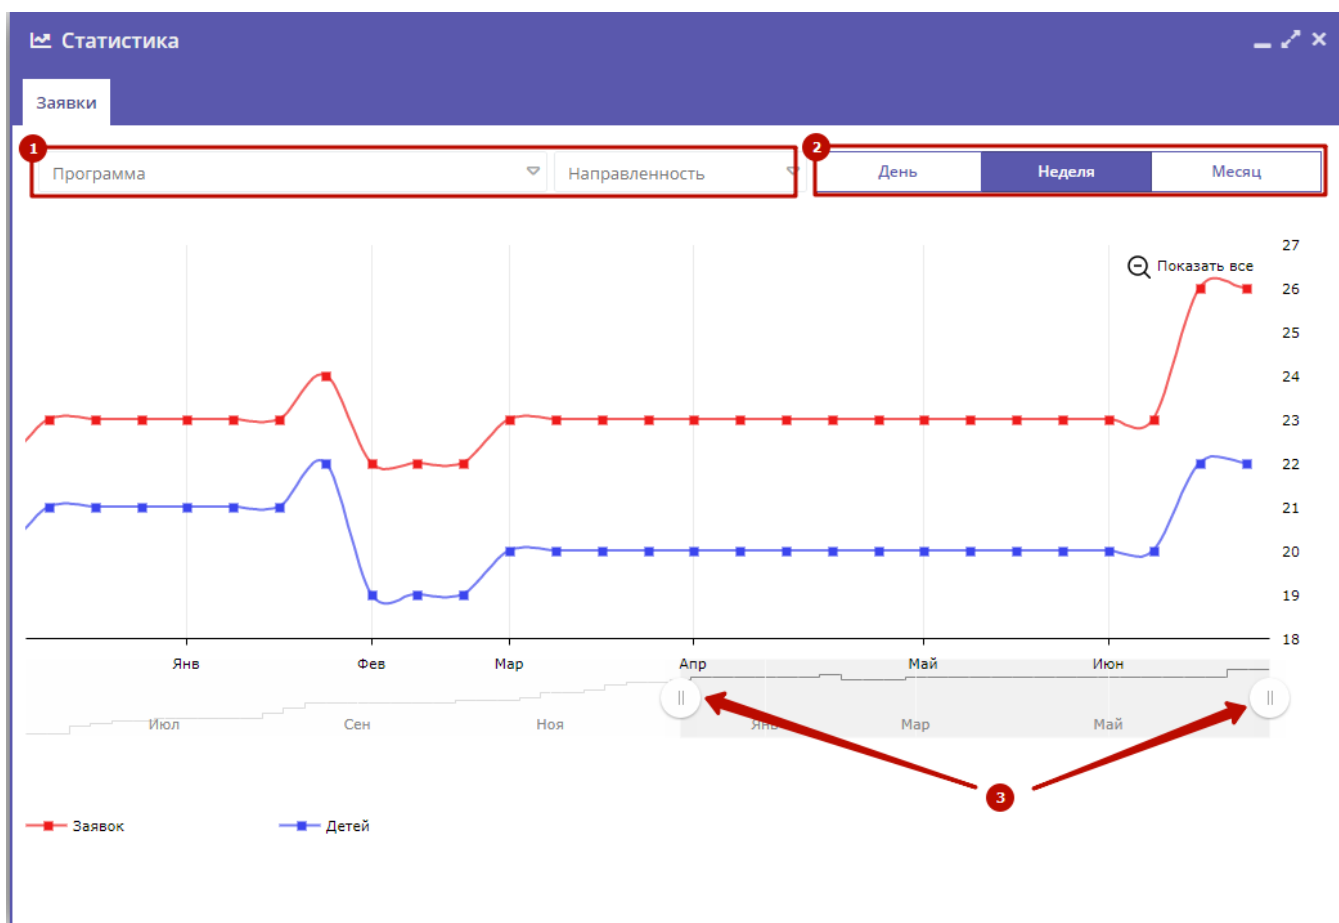 Статистика
Заявки
1
2
Программа
Направленность
День
Неделя
Месяц
27
Показать все
26
25
24
23
22
21
20
19
18
Янв
Фев
Мар
Апр
Май
Июн
Июл
Сен
Ноя
Янв
Мар
Май
3
Заявок
Детей